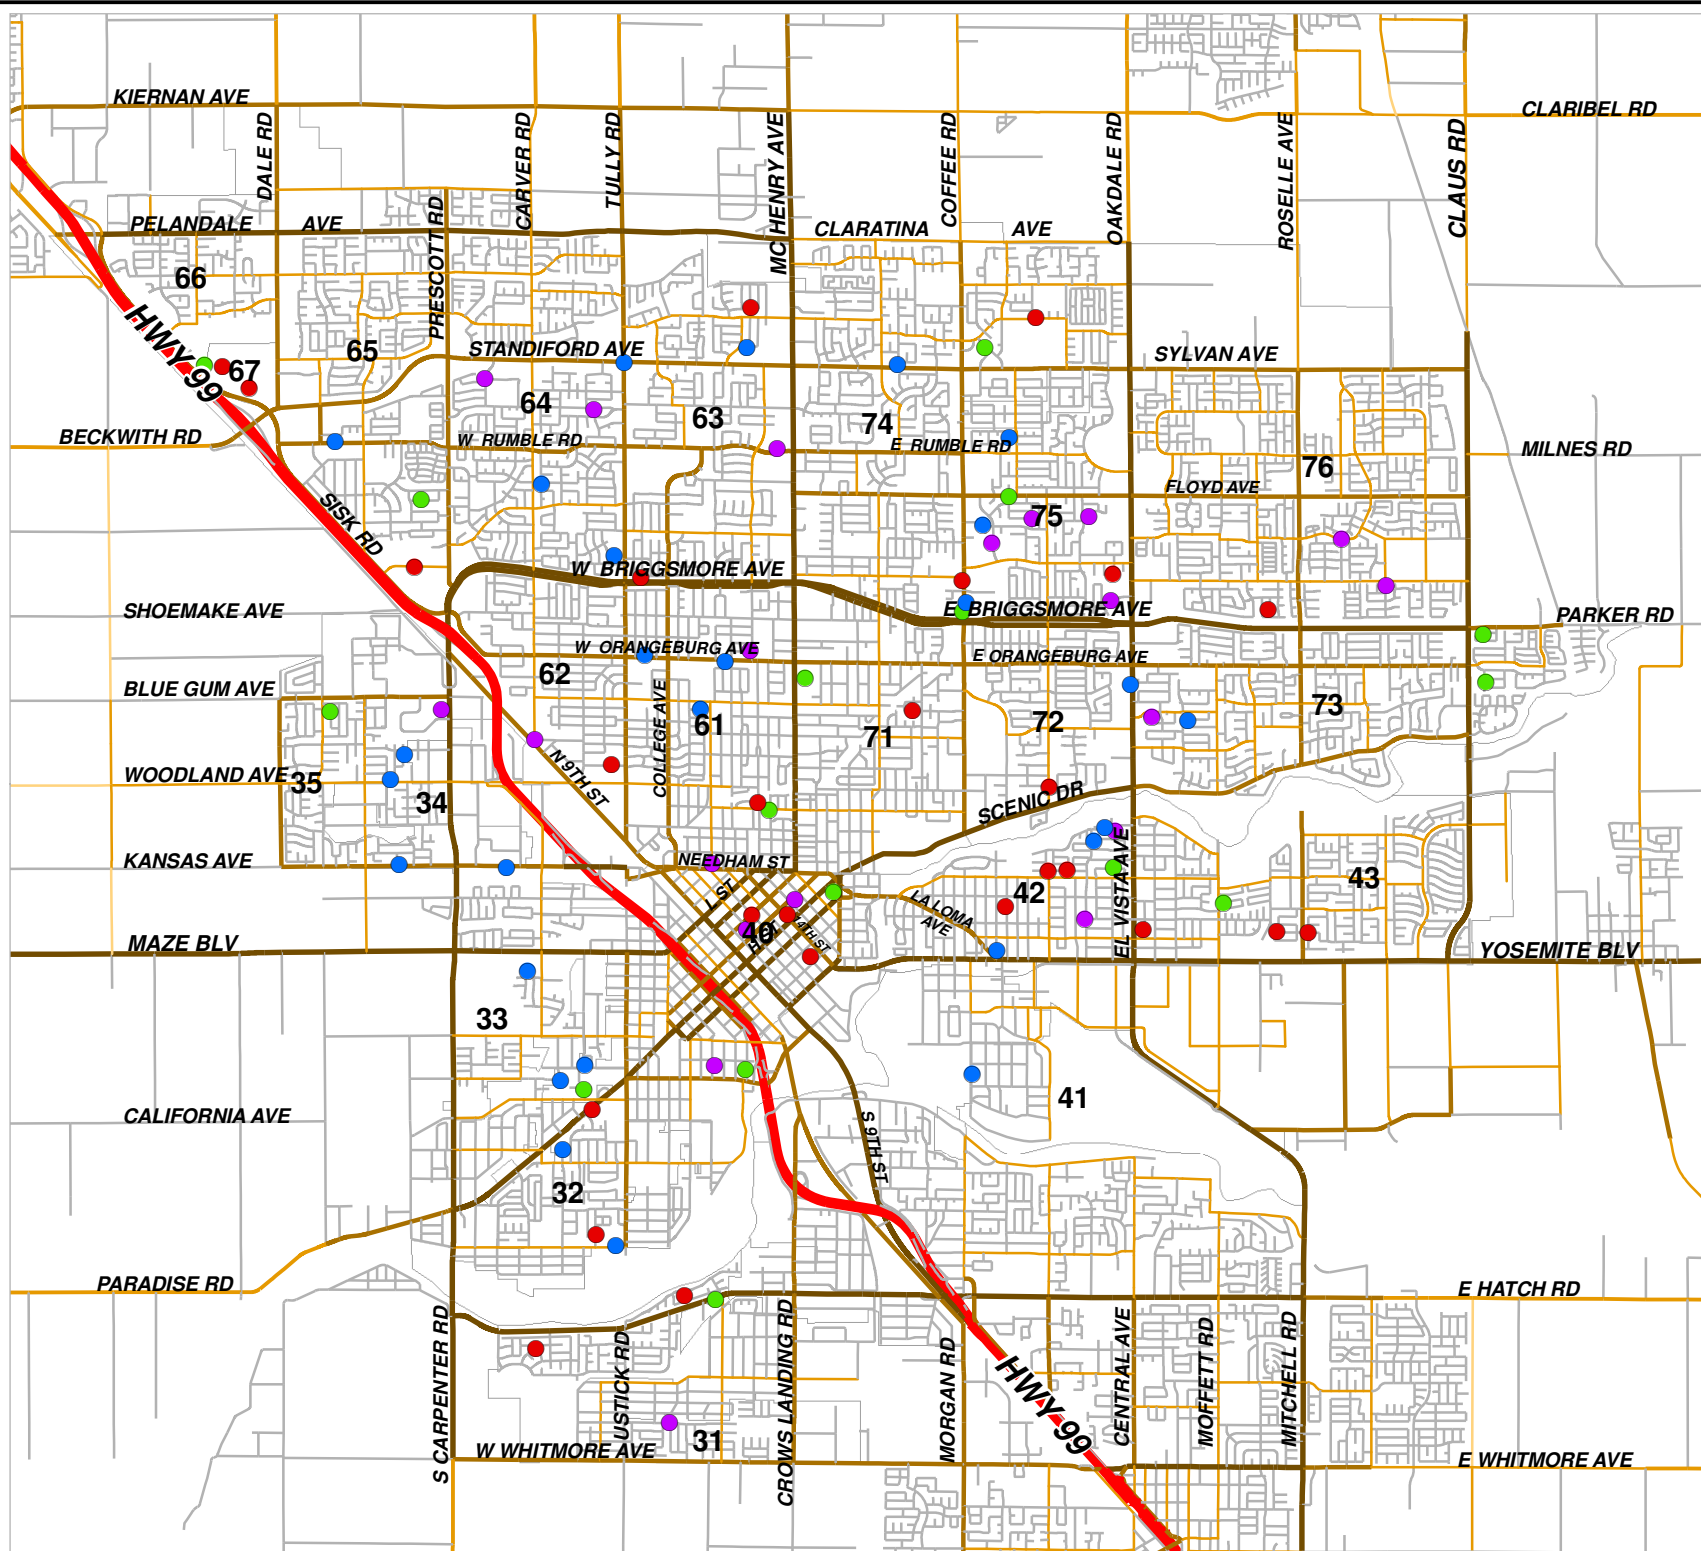 KIERNAN AVE
CLARIBEL RD
DALE RD
CARVER RD
TULLY RD
MC HENRY AVE
COFFEE RD
OAKDALE RD
ROSELLE AVE
CLAUS RD
PELANDALE AVE
PRESCOTT RD
CLARATINA AVE
66
HWY 99
65
67
STANDIFORD AVE
SYLVAN AVE
64
63
74
BECKWITH RD
W RUMBLE RD
E RUMBLE RD
MILNES RD
76
FLOYD AVE
SISK RD
75
W BRIGGSMORE AVE
SHOEMAKE AVE
E BRIGGSMORE AVE
PARKER RD
W ORANGEBURG AVE
E ORANGEBURG AVE
62
BLUE GUM AVE
COLLEGE AVE
61
71
72
73
N 9TH ST
WOODLAND AVE
35
34
SCENIC DR
KANSAS AVE
NEEDHAM ST
EL VISTA AVE
L ST
42
43
LA LOMA
AVE
40
H ST
14TH ST
MAZE BLV
YOSEMITE BLV
33
41
CALIFORNIA AVE
S 9TH ST
32
PARADISE RD
E HATCH RD
S CARPENTER RD
USTICK RD
CROWS LANDING RD
MORGAN RD
HWY 99
CENTRAL AVE
MOFFETT RD
MITCHELL RD
31
W WHITMORE AVE
E WHITMORE AVE